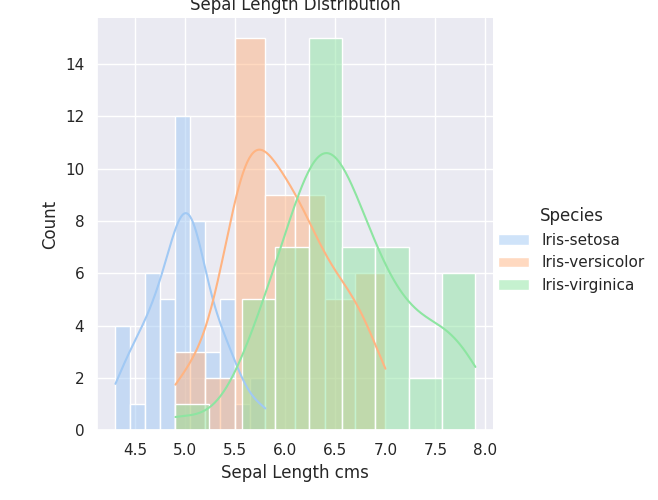 Sepal Length Distribution
14
12
10
8
6
4
2
0
Count
4.5 5.0 5.5 6.0 6.5 7.0 7.5 8.0
Sepal Length cms
Species
Iris-setosa
Iris-versicolor
Iris-virginica